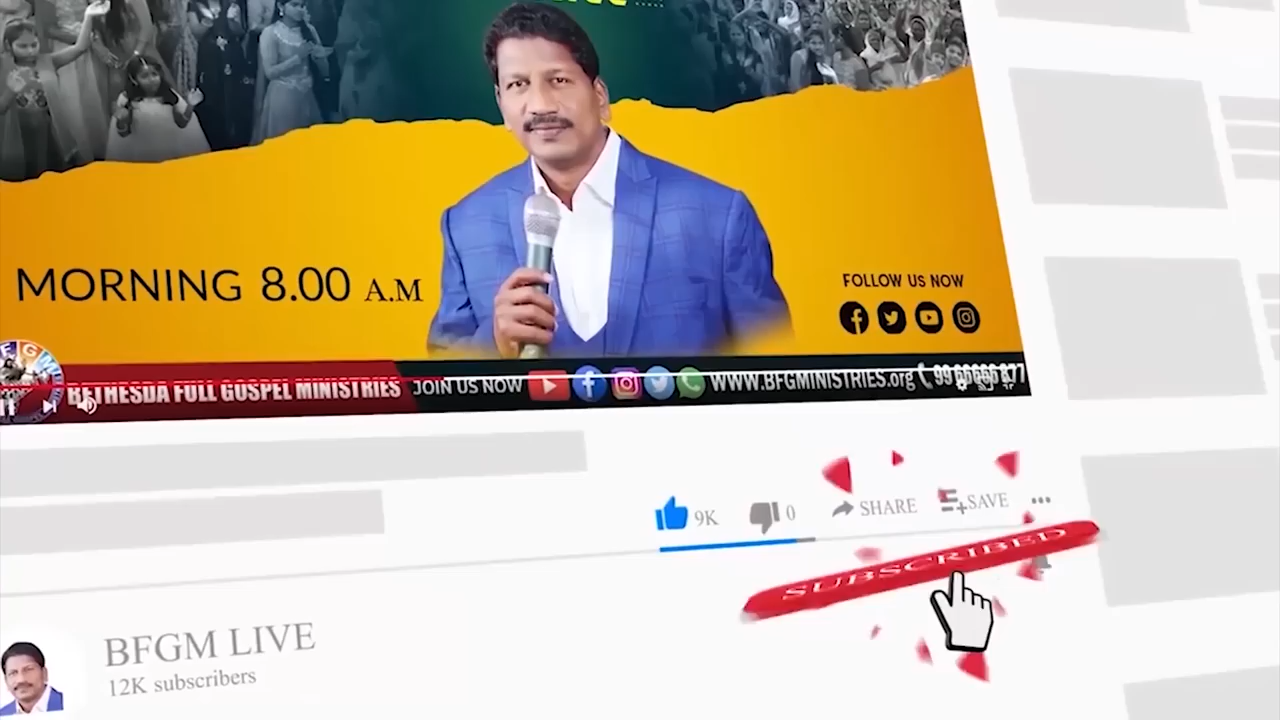 MORNING 8.00 A.M
FOLLOW US NOW
BETHESDA FULL GOSPEL MINISTRIES JOIN US NOW WWW.BFGMINISTRIES.org
9K 0 SHARE SAVE
SUBSCRIBED
BFGM LIVE
12K subscribers